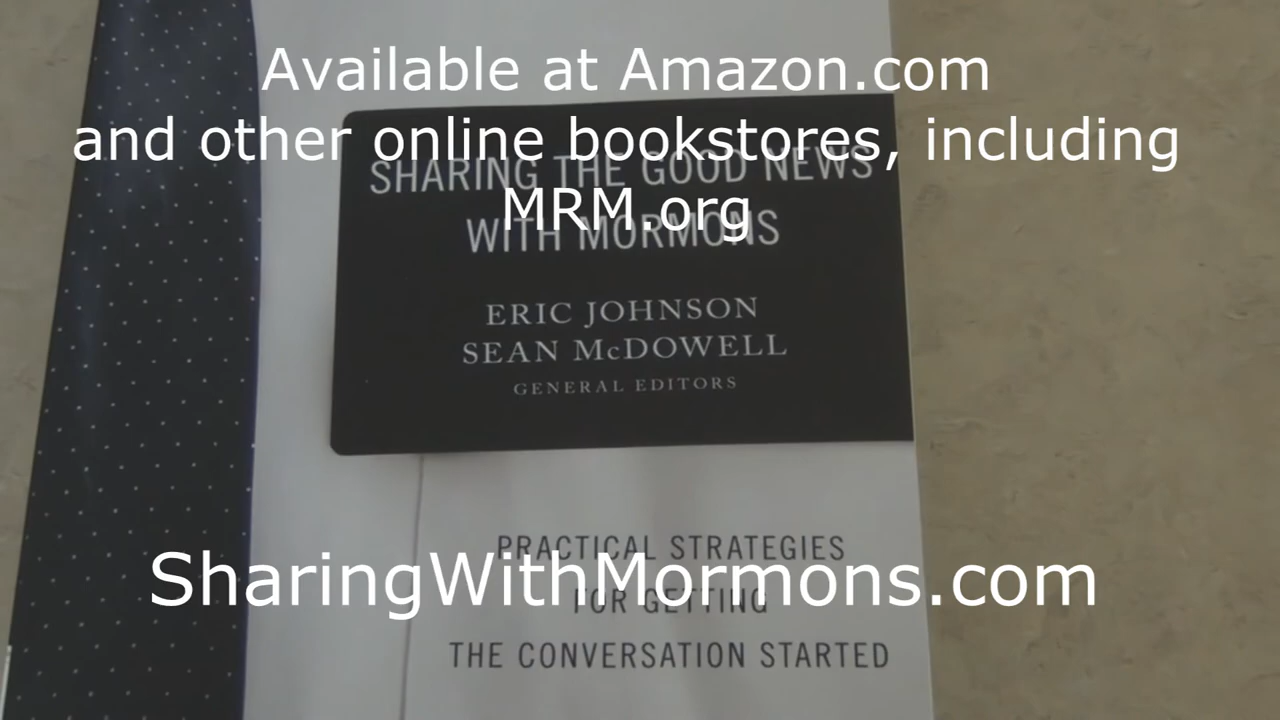 Available at Amazon.com
and other online bookstores, including
MRM.org
SHARING THE GOOD NEWS
WITH MORMONS
ERIC JOHNSON
SEAN McDOWELL
GENERAL EDITORS
PRACTICAL STRATEGIES
SharingWithMormons.com
FOR GETTING
THE CONVERSATION STARTED